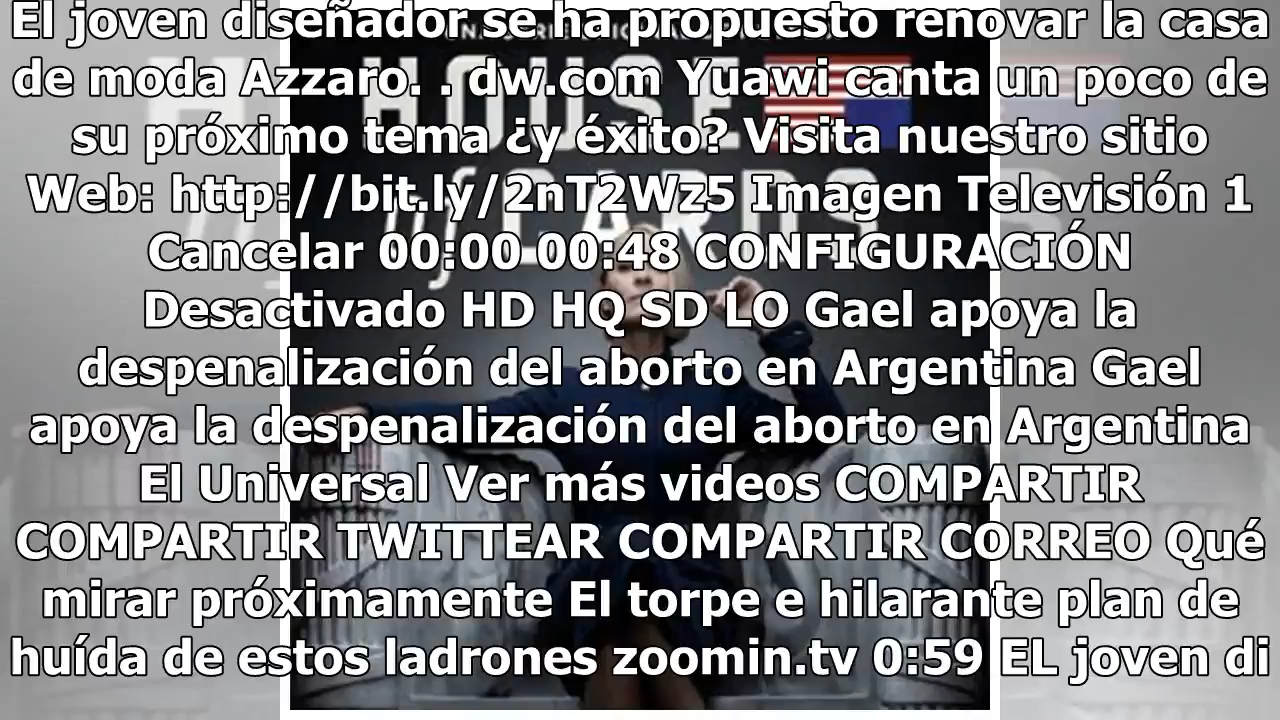 El joven diseñador se ha propuesto renovar la casa
de moda Azzaro. . dw.com Yuawi canta un poco de
su próximo tema ¿y éxito? Visita nuestro sitio
Web: http://bit.ly/2nT2Wz5 Imagen Televisión 1
Cancelar 00:00 00:48 CONFIGURACIÓN
Desactivado HD HQ SD LO Gael apoya la
despenalización del aborto en Argentina Gael
apoya la despenalización del aborto en Argentina
El Universal Ver más videos COMPARTIR
COMPARTIR TWITTEAR COMPARTIR CORREO Qué
mirar próximamente El torpe e hilarante plan de
huída de estos ladrones zoomin.tv 0:59 EL joven di
HOUSE
of CARDS